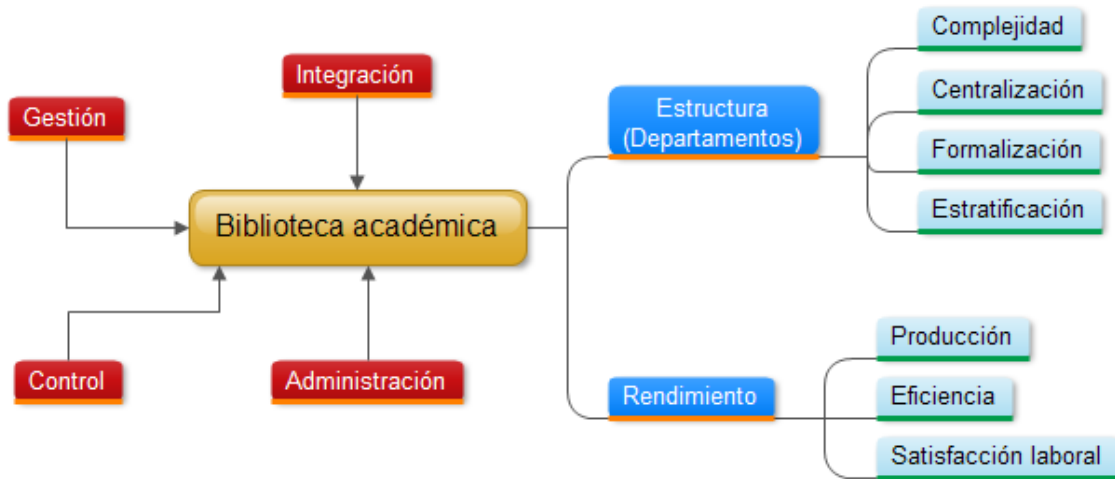 Gestión
Integración
Biblioteca académica
Control
Administración
Estructura
(Departamentos)
Complejidad
Centralización
Formalización
Estratificación
Rendimiento
Producción
Eficiencia
Satisfacción laboral